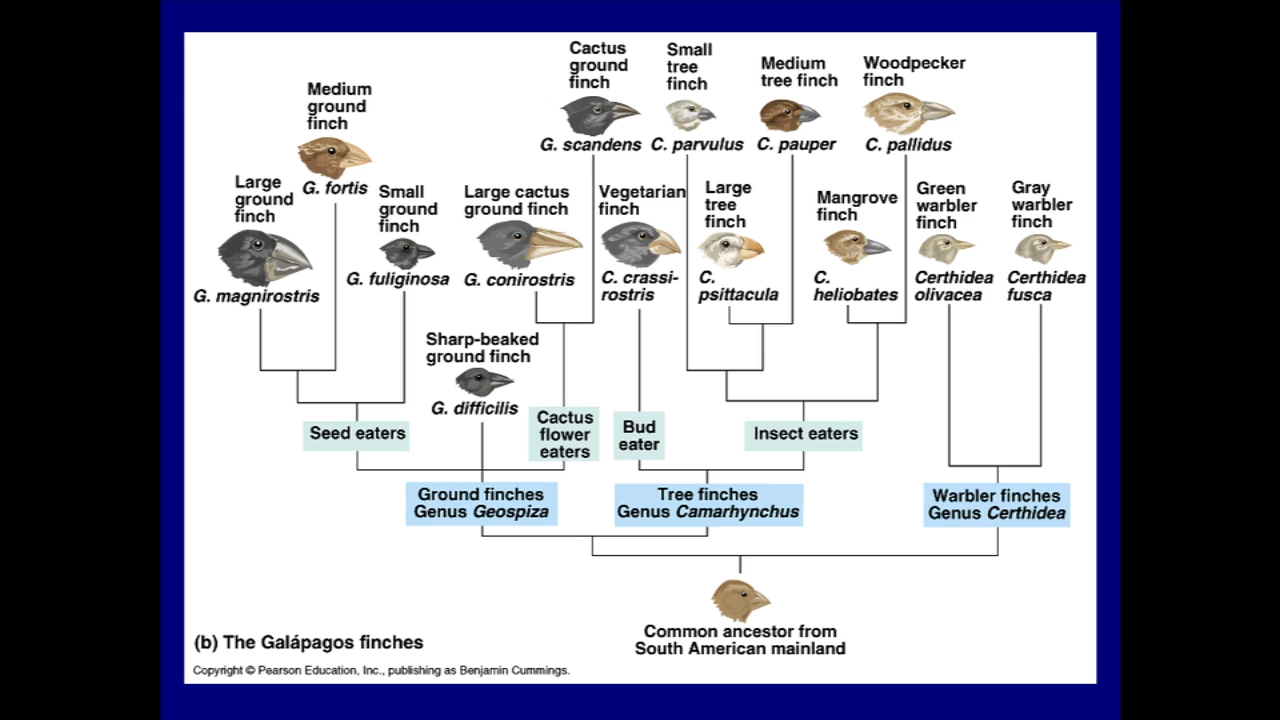 Cactus
ground
finch
G. scandens
Small
tree
finch
C. parvulus
Medium
tree finch
C. pauper
Woodpecker
finch
C. pallidus
Medium
ground
finch
G. fortis
Large
ground
finch
G. magnirostris
Small
ground
finch
G. fuliginosa
Large cactus
ground finch
G. conirostris
Vegetarian
finch
C. crassi-
rostris
Large
tree
finch
C.
psittacula
Mangrove
finch
C.
heliobates
Green
warbler
finch
Certhidea
olivacea
Gray
warbler
finch
Certhidea
fusca
Sharp-beaked
ground finch
G. difficilis
Seed eaters
Cactus
flower
eaters
Bud
eater
Insect eaters
Ground finches
Genus Geospiza
Tree finches
Genus Camarhynchus
Warbler finches
Genus Certhidea
Common ancestor from
South American mainland
(b) The Galápagos finches
Copyright © Pearson Education, Inc., publishing as Benjamin Cummings.